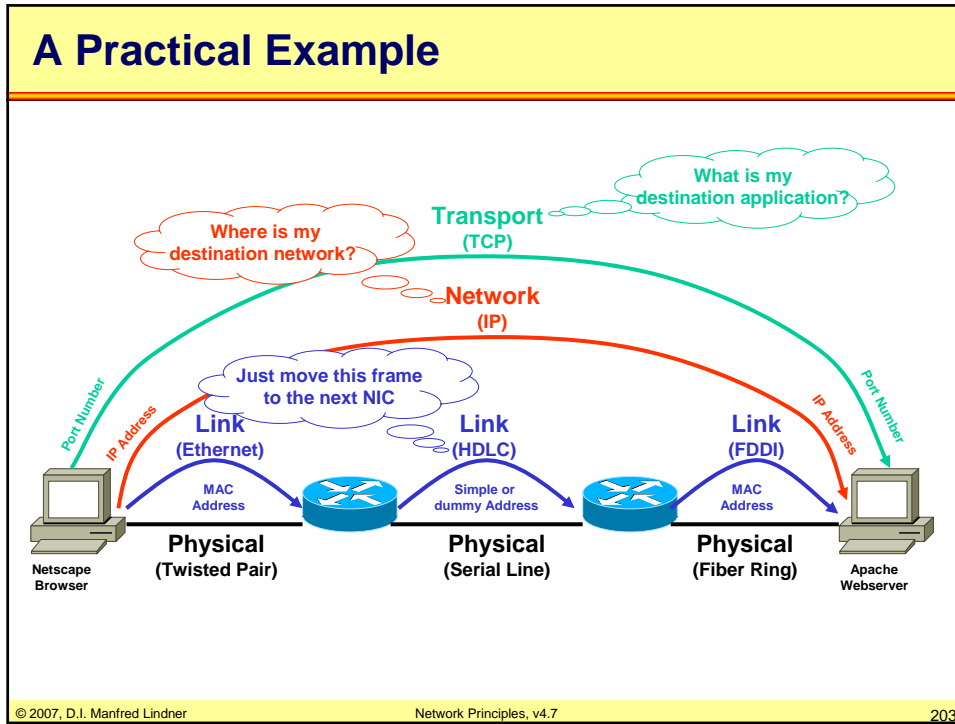 A Practical Example
What is my
destination application?
Transport
(TCP)
Where is my
destination network?
Network
(IP)
Just move this frame
to the next NIC
Port Number
IP Address
IP Address
Port Number
Link
(Ethernet)
Link
(HDLC)
Link
(FDDI)
MAC
Address
Simple or
dummy Address
MAC
Address
Physical
(Twisted Pair)
Physical
(Serial Line)
Physical
(Fiber Ring)
Netscape
Browser
Apache
Webserver
© 2007, D.I. Manfred Lindner
Network Principles, v4.7
203